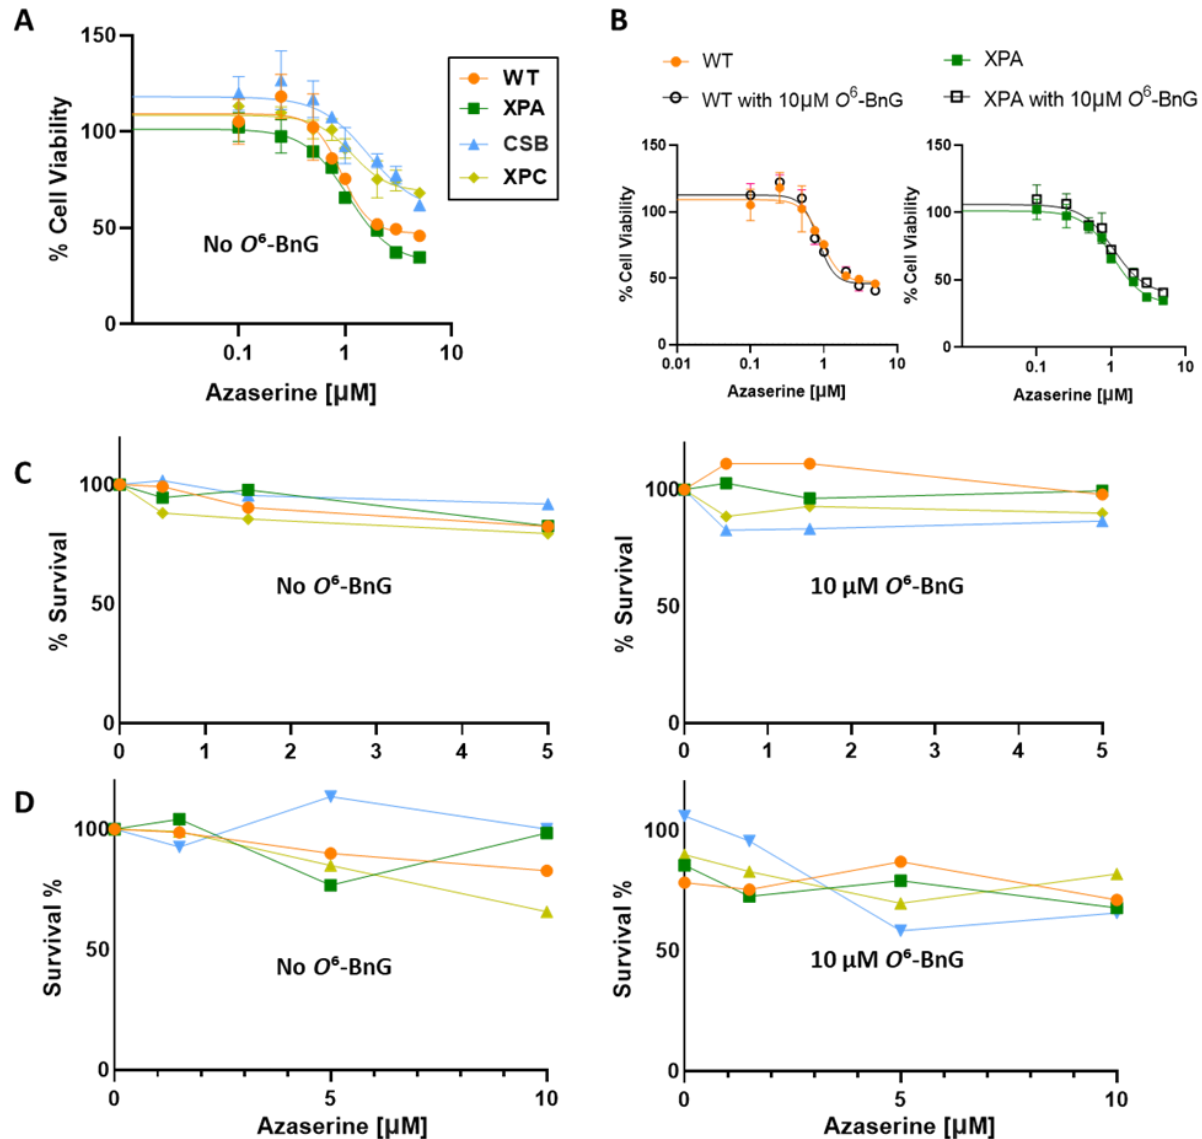 A
150
100
50
0
% Cell Viability
No O⁶-BnG
0.1
1
10
Azaserine [µM]
WT
XPA
CSB
XPC
B
WT
WT with 10µM O⁶-BnG
XPA
XPA with 10µM O⁶-BnG
150
100
50
0
% Cell Viability
0.01
0.1
1
10
Azaserine [µM]
150
100
50
0
% Cell Viability
0.1
1
10
Azaserine [µM]
C
100
50
0
% Survival
No O⁶-BnG
0 1 2 3 4 5
100
50
0
% Survival
10 µM O⁶-BnG
0 1 2 3 4 5
D
100
50
0
Survival %
No O⁶-BnG
0 5 10
Azaserine [µM]
100
50
0
Survival %
10 µM O⁶-BnG
0 5 10
Azaserine [µM]